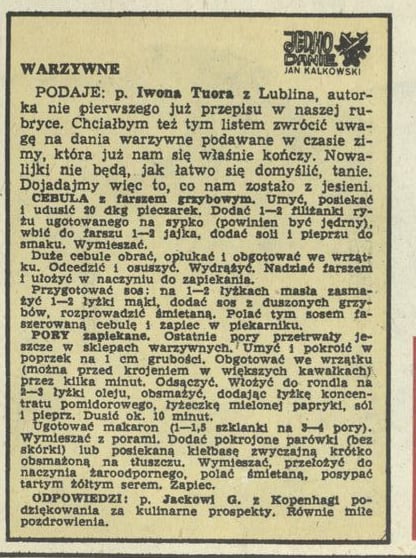 JEDNO
DANIE
JAN KALKOWSKI
WARZYWNE
PODAJE: p. Iwona Tuora z Lublina, autor-
ka nie pierwszego już przepisu w naszej ru-
bryce. Chciałbym też tym listem zwrócić uwa-
gę na dania warzywne podawane w czasie zi-
my, która już nam się właśnie kończy. Nowa-
lijki nie będą, jak łatwo się domyślić, tanie.
Dojadajmy więc to, co nam zostało z jesieni.
CEBULA z farszem grzybowym. Umyć, posiekać
i udusić 20 dkg pieczarek. Dodać 1—2 filiżanki ry-
żu ugotowanego na sypko (powinien być jędrny),
wbić do farszu 1—2 jajka, dodać soli i pieprzu do
smaku. Wymieszać.
Duże cebule obrać, opłukać i obgotować we wrząt-
ku. Odcedzić i osuszyć. Wydrążyć. Nadziać farszem
i ułożyć w naczyniu do zapiekania.
Przygotować sos: na 1—2 łyżkach masła zasma-
żyć 1—2 łyżki mąki, dodać sos z duszonych grzy-
bów, rozprowadzić śmietaną. Polać tym sosem fa-
szerowaną cebulę i zapiec w piekarniku.
PORY zapiekane. Ostatnie pory przetrwały je-
szcze w sklepach warzywnych. Umyć i pokroić w
poprzek na 1 cm grubości. Obgotować we wrzątku
(można przed krojeniem w większych kawałkach)
przez kilka minut. Odsączyć. Włożyć do rondla na
2—3 łyżki oleju, obsmażyć, dodając łyżkę koncen-
tratu pomidorowego, łyżeczkę mielonej papryki, sól
i pieprz. Dusić ok. 10 minut.
Ugotować makaron (1—1,5 szklanki na 3—4 pory).
Wymieszać z porami. Dodać pokrojone parówki (bez
skórki) lub posiekaną kiełbasę zwyczajną krótko
obsmażoną na tłuszczu. Wymieszać, przełożyć do
naczynia żaroodpornego, polać śmietaną, posypać
tartym żółtym serem. Zapiec.
ODPOWIEDZI: p. Jackowi G. z Kopenhagi po-
dziękowania za kulinarne prospekty. Równie miłe
pozdrowienia.